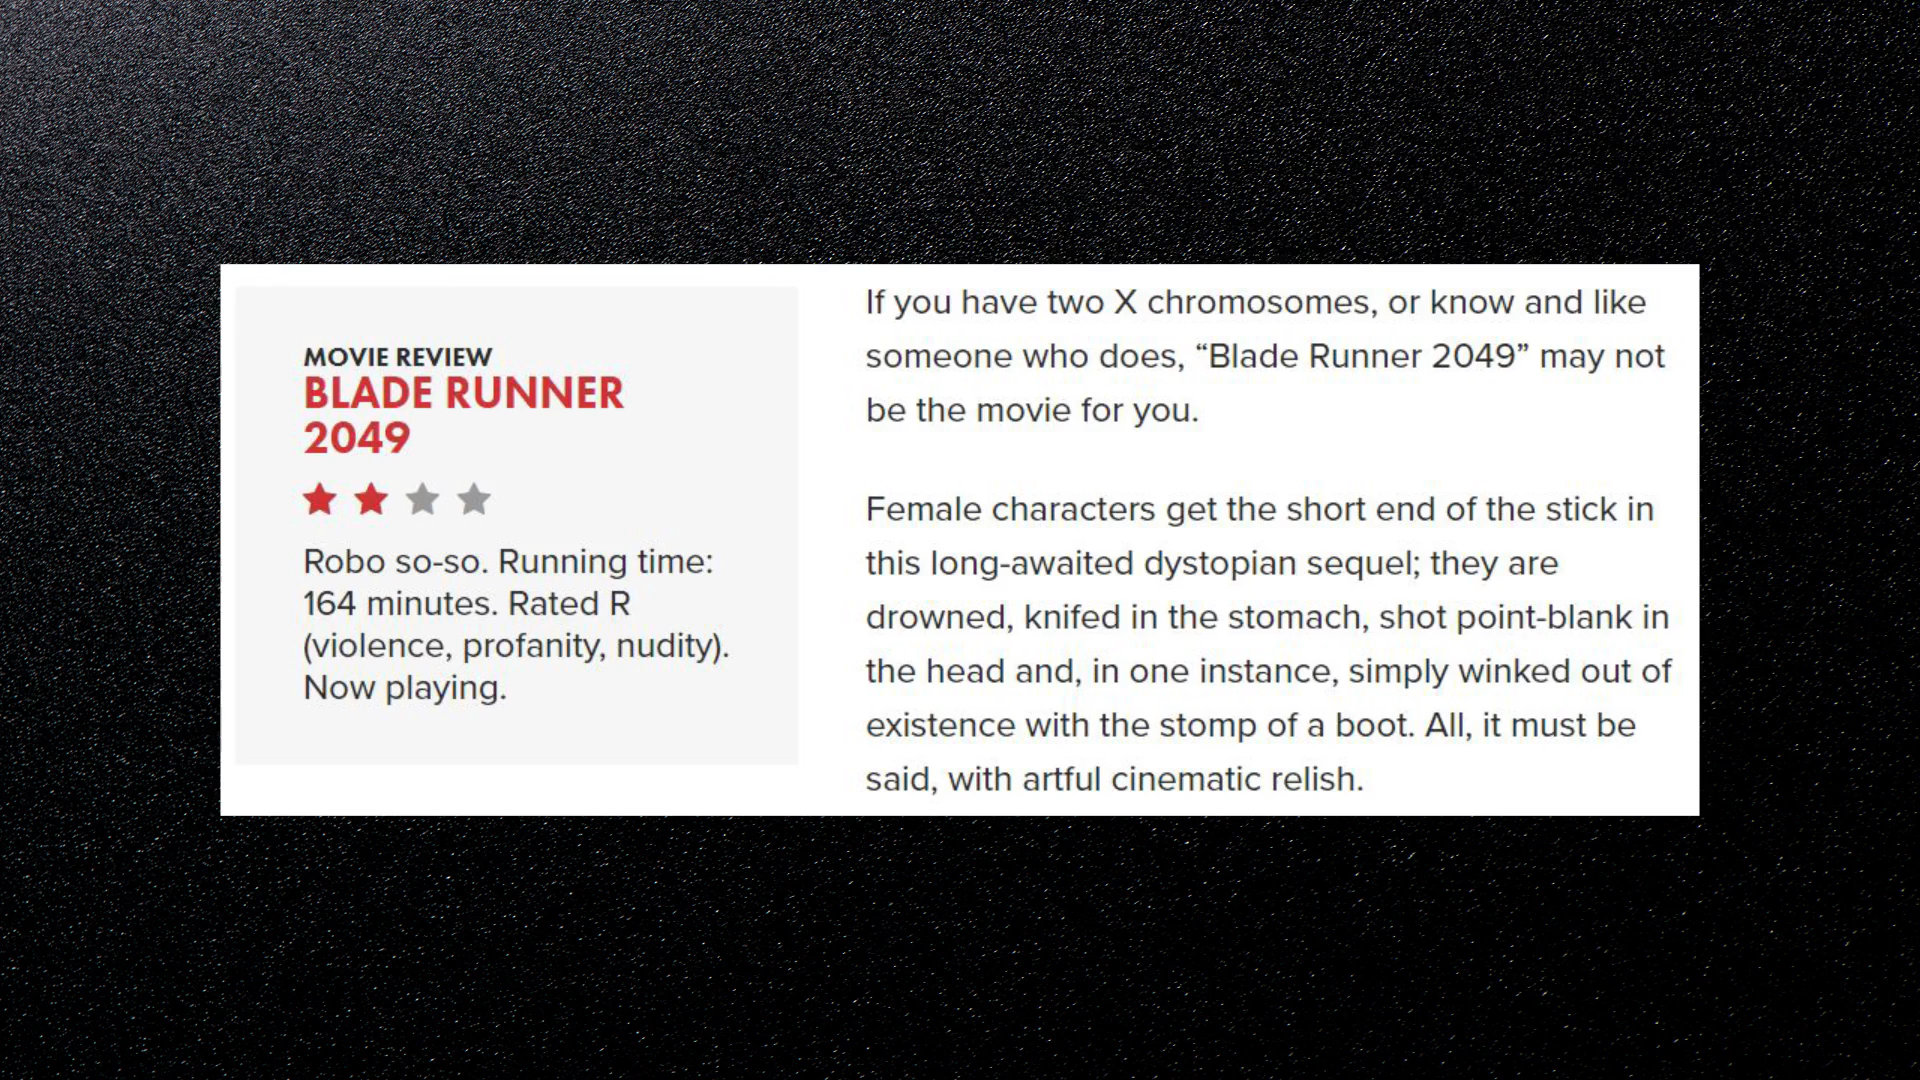 MOVIE REVIEW
BLADE RUNNER
2049
Robo so-so. Running time:
164 minutes. Rated R
(violence, profanity, nudity).
Now playing.
If you have two X chromosomes, or know and like
someone who does, “Blade Runner 2049” may not
be the movie for you.
Female characters get the short end of the stick in
this long-awaited dystopian sequel; they are
drowned, knifed in the stomach, shot point-blank in
the head and, in one instance, simply winked out of
existence with the stomp of a boot. All, it must be
said, with artful cinematic relish.